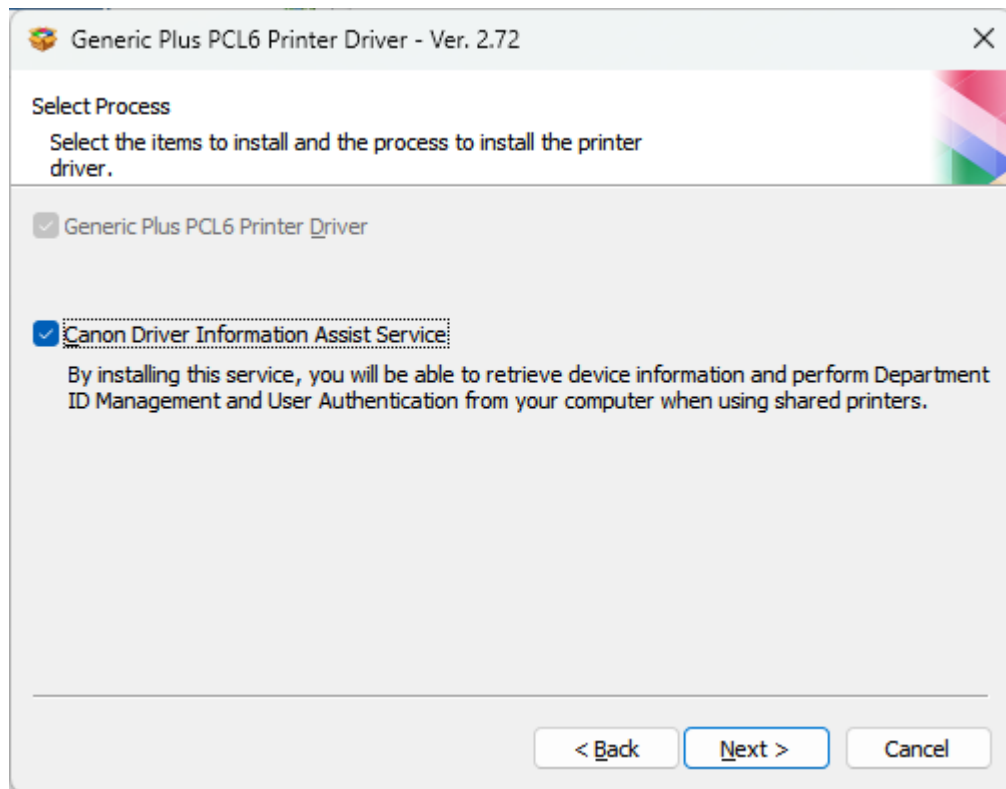 Generic Plus PCL6 Printer Driver - Ver. 2.72
Select Process
Select the items to install and the process to install the printer
driver.
Generic Plus PCL6 Printer Driver
Canon Driver Information Assist Service
By installing this service, you will be able to retrieve device information and perform Department
ID Management and User Authentication from your computer when using shared printers.
< Back
Next >
Cancel